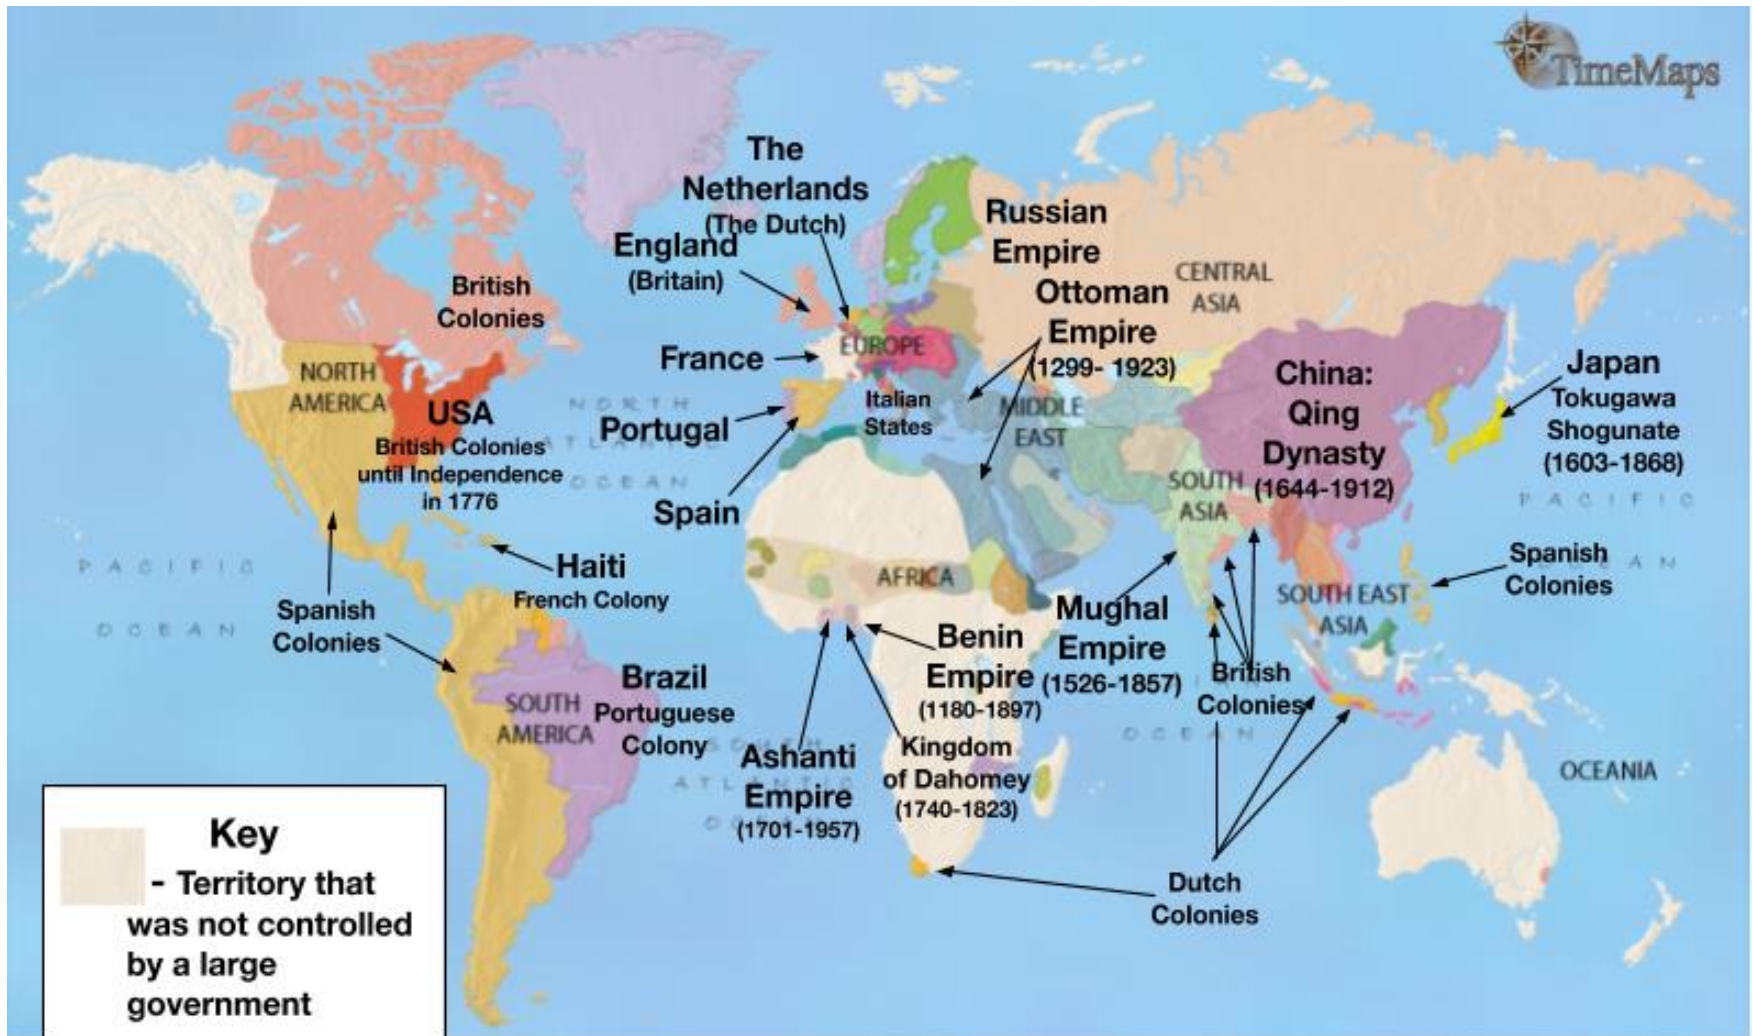 TimeMaps
The
Netherlands
(The Dutch)
England
(Britain)
Russian
Empire
CENTRAL
ASIA
Ottoman
Empire
(1299- 1923)
British
Colonies
EUROPE
France
NORTH
AMERICA
USA
British Colonies
until Independence
in 1776
NORTH
ATLANTIC
OCEAN
Portugal
Italian
States
MIDDLE
EAST
China:
Qing
Dynasty
(1644-1912)
Japan
Tokugawa
Shogunate
(1603-1868)
SOUTH
ASIA
PACIFIC
OCEAN
Spain
PACIFIC
OCEAN
Haiti
French Colony
AFRICA
Spanish
Colonies
Spanish
Colonies
SOUTH EAST
ASIA
Mughal
Empire
(1526-1857)
Benin
Empire
(1180-1897)
British
Colonies
Brazil
Portuguese
Colony
SOUTH
AMERICA
OCEAN
SOUTH
ATLANTIC
OCEAN
Ashanti
Empire
(1701-1957)
Kingdom
of Dahomey
(1740-1823)
OCEANIA
Dutch
Colonies
Key
- Territory that
was not controlled
by a large
government